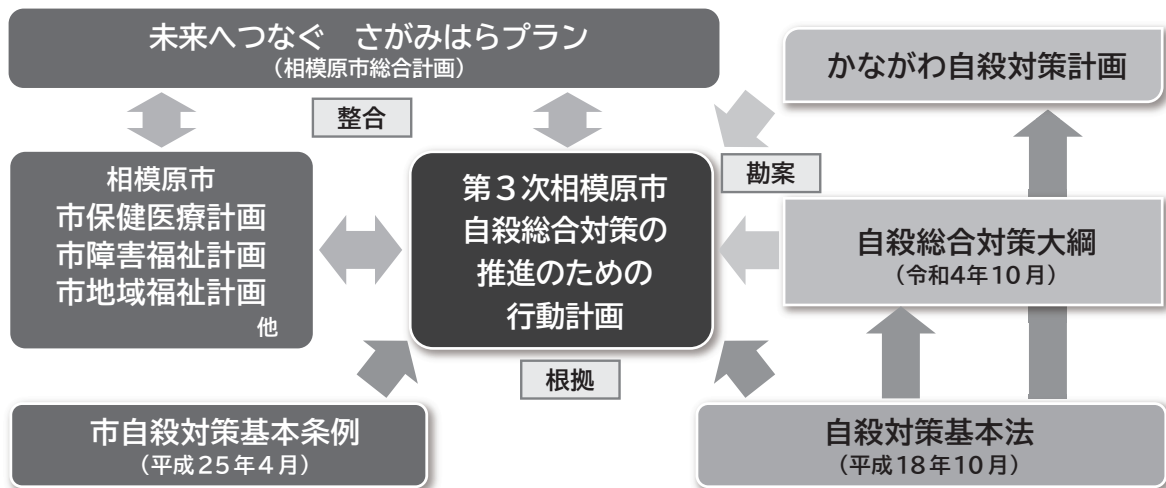 未来へつなぐ　さがみはらプラン
（相模原市総合計画）
かながわ自殺対策計画
整合
勘案
相模原市
市保健医療計画
市障害福祉計画
市地域福祉計画
他
第３次相模原市
自殺総合対策の
推進のための
行動計画
自殺総合対策大綱
（令和4年10月）
根拠
市自殺対策基本条例
（平成25年4月）
自殺対策基本法
（平成18年10月）